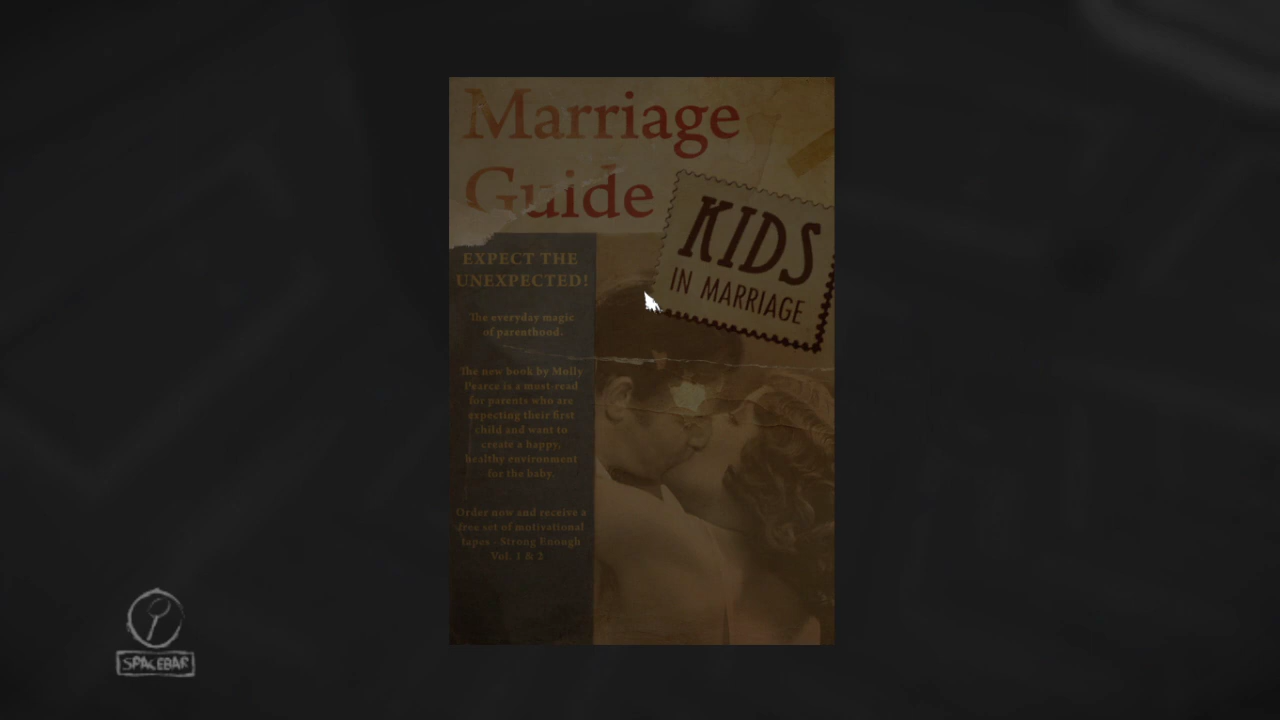 Marriage
Guide
KIDS
IN MARRIAGE
EXPECT THE
UNEXPECTED!
The everyday magic
of parenthood.
The new book by Molly
Pearce is a must-read
for parents who are
expecting their first
child and want to
create a happy,
healthy environment
for the baby.
Order now and receive a
free set of motivational
tapes - Strong Enough
Vol. 1 & 2
SPACEBAR